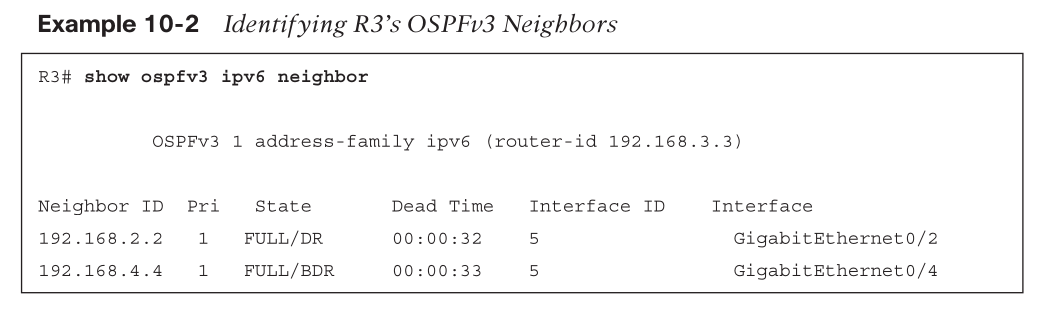 Example 10-2 Identifying R3's OSPFv3 Neighbors
R3# show ospfv3 ipv6 neighbor
OSPFv3 1 address-family ipv6 (router-id 192.168.3.3)
Neighbor ID Pri State Dead Time Interface ID Interface
192.168.2.2 1 FULL/DR 00:00:32 5 GigabitEthernet0/2
192.168.4.4 1 FULL/BDR 00:00:33 5 GigabitEthernet0/4